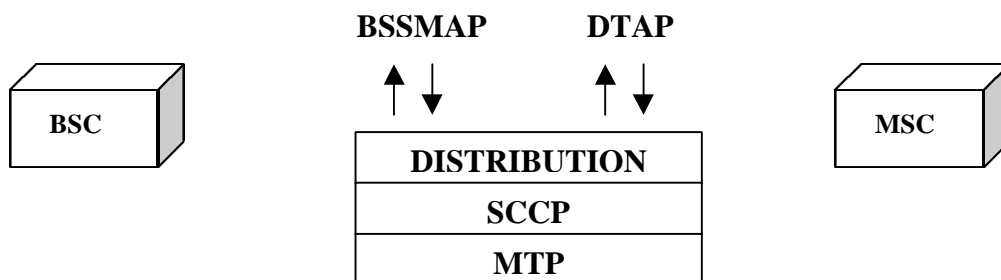 BSSMAP DTAP
BSC
MSC
DISTRIBUTION
SCCP
MTP